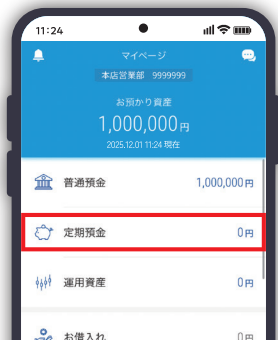 11:24
マイページ
本店営業部 9999999
お預かり資産
1,000,000円
2025.12.01 11:24 現在
普通預金 1,000,000円
定期預金 0円
運用資産 0円
お借入れ 0円